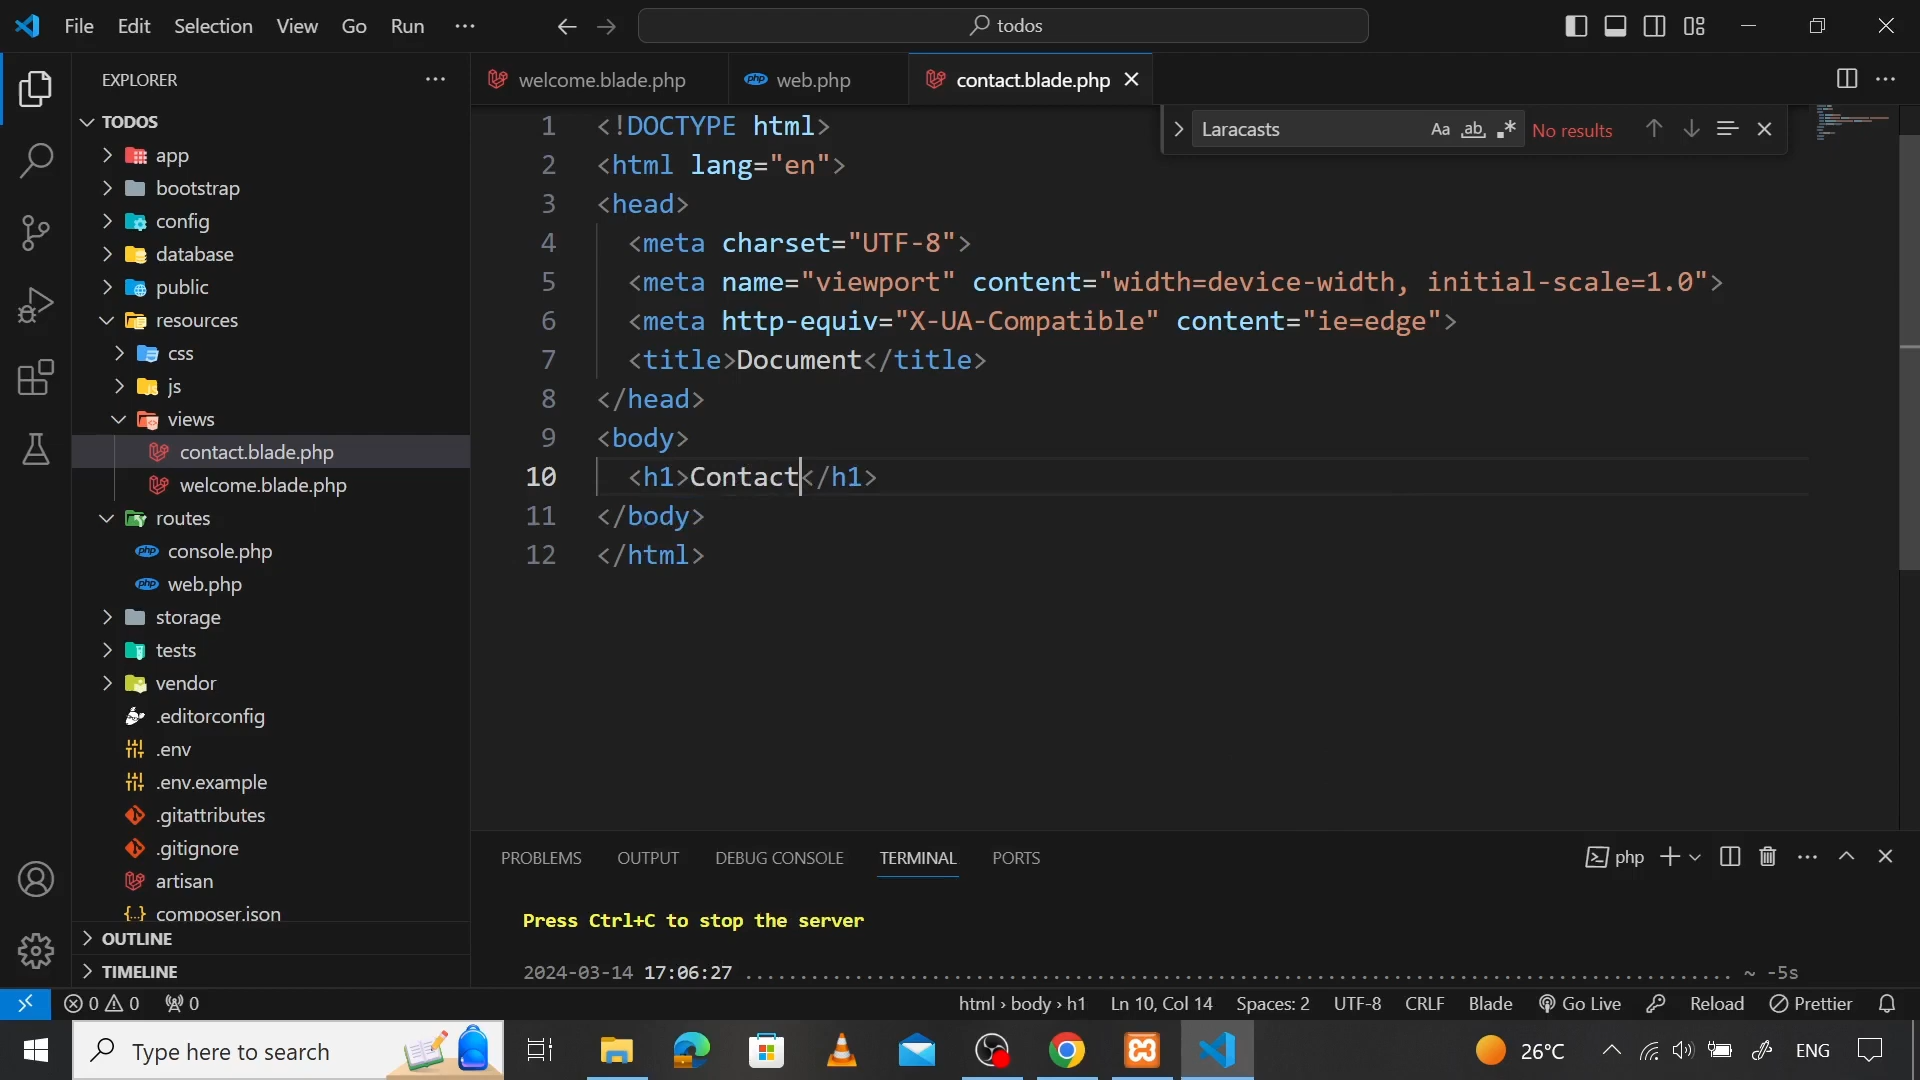 File Edit Selection View Go Run ···
todos
EXPLORER
TODOS
app
bootstrap
config
database
public
resources
css
js
views
contact.blade.php
welcome.blade.php
routes
console.php
web.php
storage
tests
vendor
.editorconfig
.env
.env.example
.gitattributes
.gitignore
artisan
composer.json
OUTLINE
TIMELINE
welcome.blade.php web.php contact.blade.php
Laracasts Aa ab .* No results
1 <!DOCTYPE html>
2 <html lang="en">
3 <head>
4 <meta charset="UTF-8">
5 <meta name="viewport" content="width=device-width, initial-scale=1.0">
6 <meta http-equiv="X-UA-Compatible" content="ie=edge">
7 <title>Document</title>
8 </head>
9 <body>
10 <h1>Contact</h1>
11 </body>
12 </html>
PROBLEMS OUTPUT DEBUG CONSOLE TERMINAL PORTS
php
Press Ctrl+C to stop the server
2024-03-14 17:06:27 ........................................................................................... ~ -5s
0 0 0 html › body › h1 Ln 10, Col 14 Spaces: 2 UTF-8 CRLF Blade Go Live Reload Prettier
Type here to search 26°C ENG